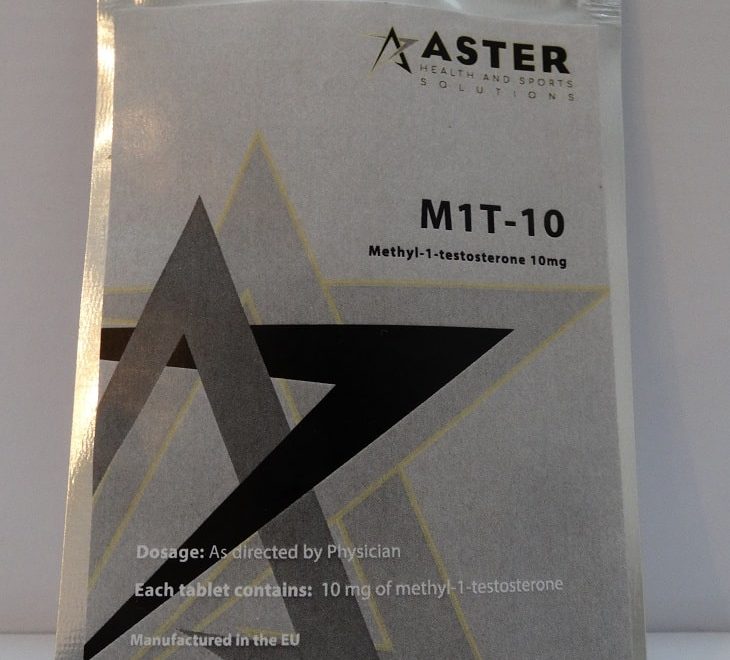 ASTER
HEALTH AND SPORTS
SOLUTIONS
M1T-10
Methyl-1-testosterone 10mg
Dosage: As directed by Physician
Each tablet contains: 10 mg of methyl-1-testosterone
Manufactured in the EU